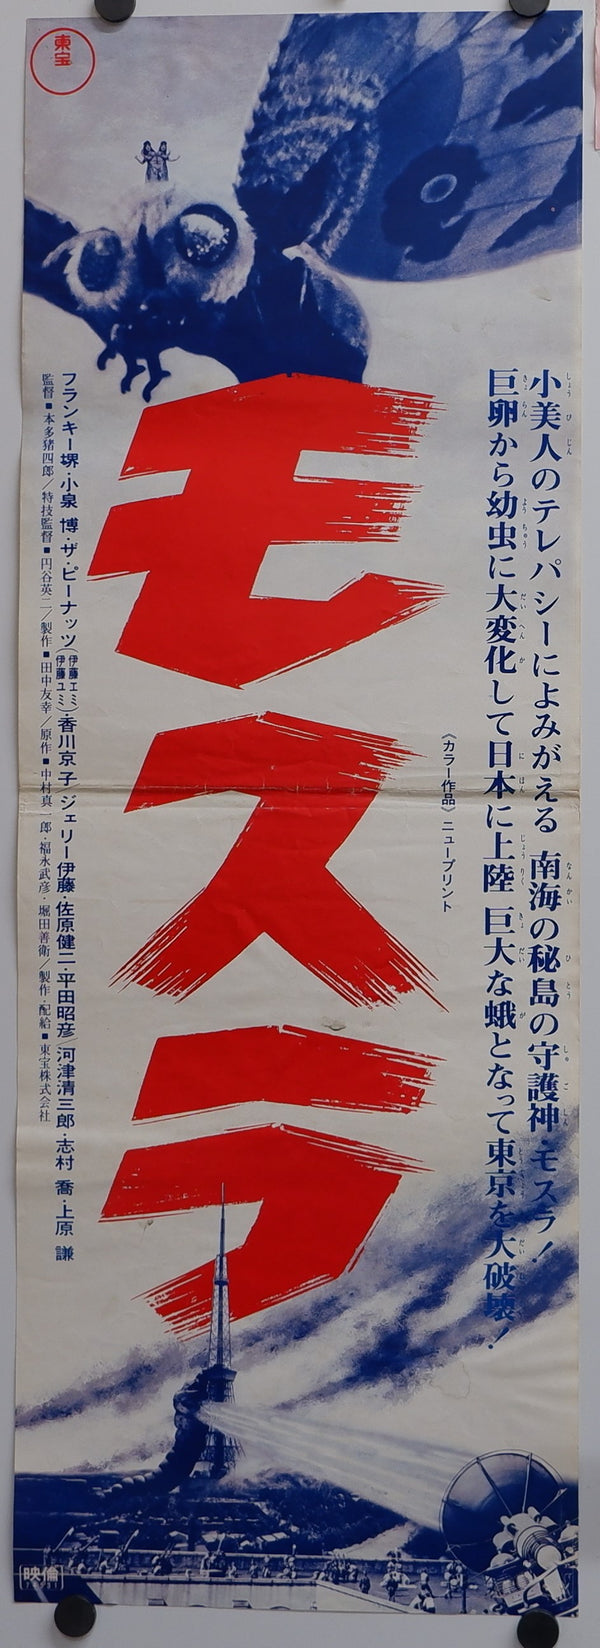 東宝
小美人のテレパシーによみがえる 南海の秘島の守護神・モスラ!
巨卵から幼虫に大変化して日本に上陸 巨大な蛾となって東京を大破壊!
《カラー作品》ニュープリント
モスラ
フランキー堺・小泉 博・ザ・ピーナッツ(伊藤エミ 伊藤ユミ)・香川京子/ジェリー伊藤・佐原健二・平田昭彦/河津清三郎・志村 喬・上原 謙
監督■本多猪四郎/特技監督■円谷英二/製作■田中友幸/原作■中村真一郎・福永武彦・堀田善衛/製作・配給■東宝株式会社
映倫